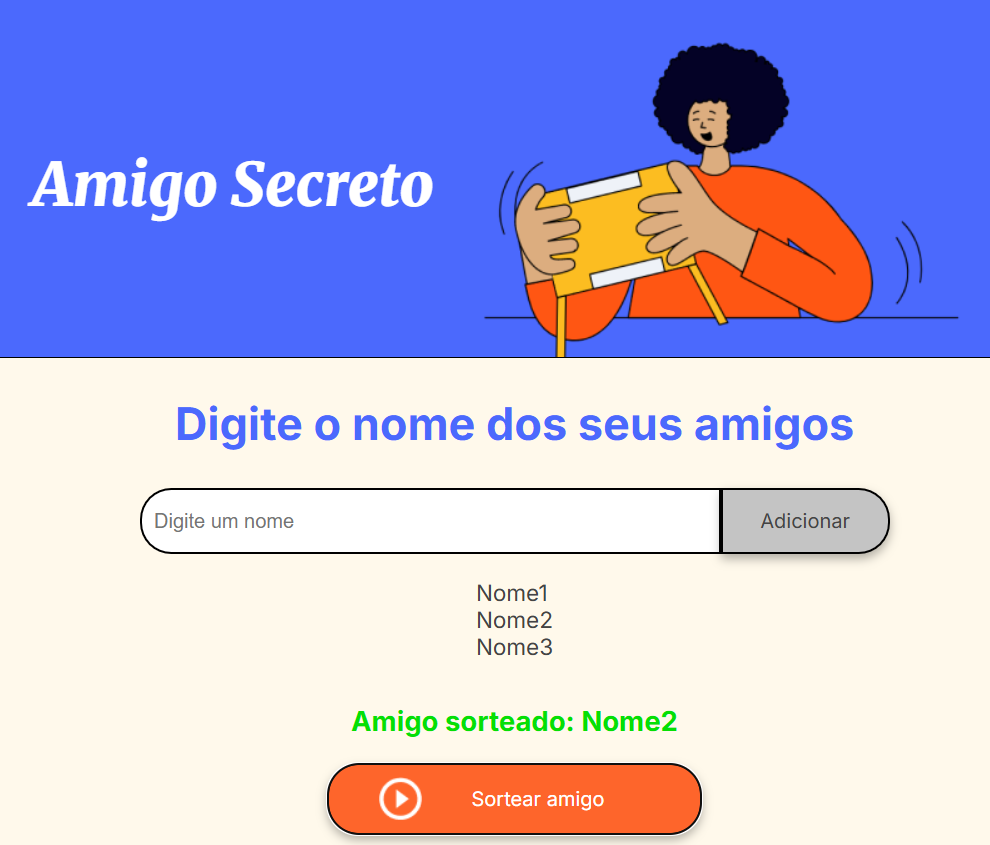 Amigo Secreto
Digite o nome dos seus amigos
Digite um nome
Adicionar
Nome1
Nome2
Nome3
Amigo sorteado: Nome2
Sortear amigo